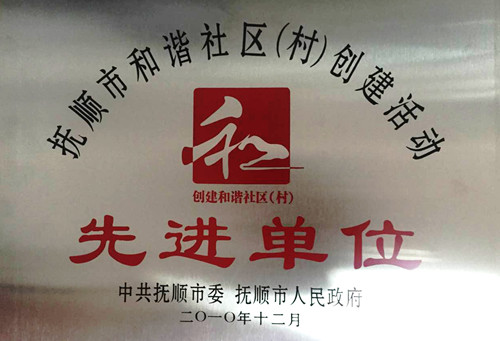 抚顺市和谐社区(村)创建活动
和
创建和谐社区(村)
先进单位
中共抚顺市委 抚顺市人民政府
二〇一〇年十二月